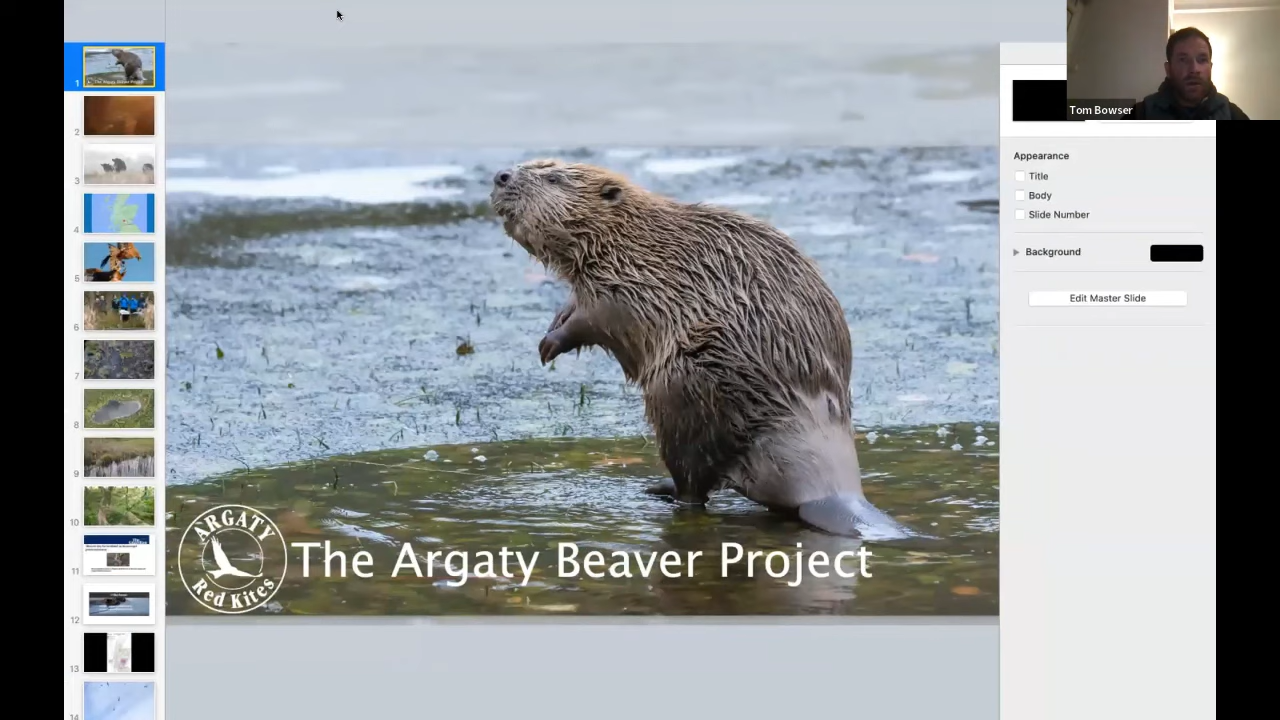 1
2
3
4
5
6
7
8
9
10
11
12
13
14
ARGATY
Red Kites
The Argaty Beaver Project
Tom Bowser
Appearance
Title
Body
Slide Number
Background
Edit Master Slide